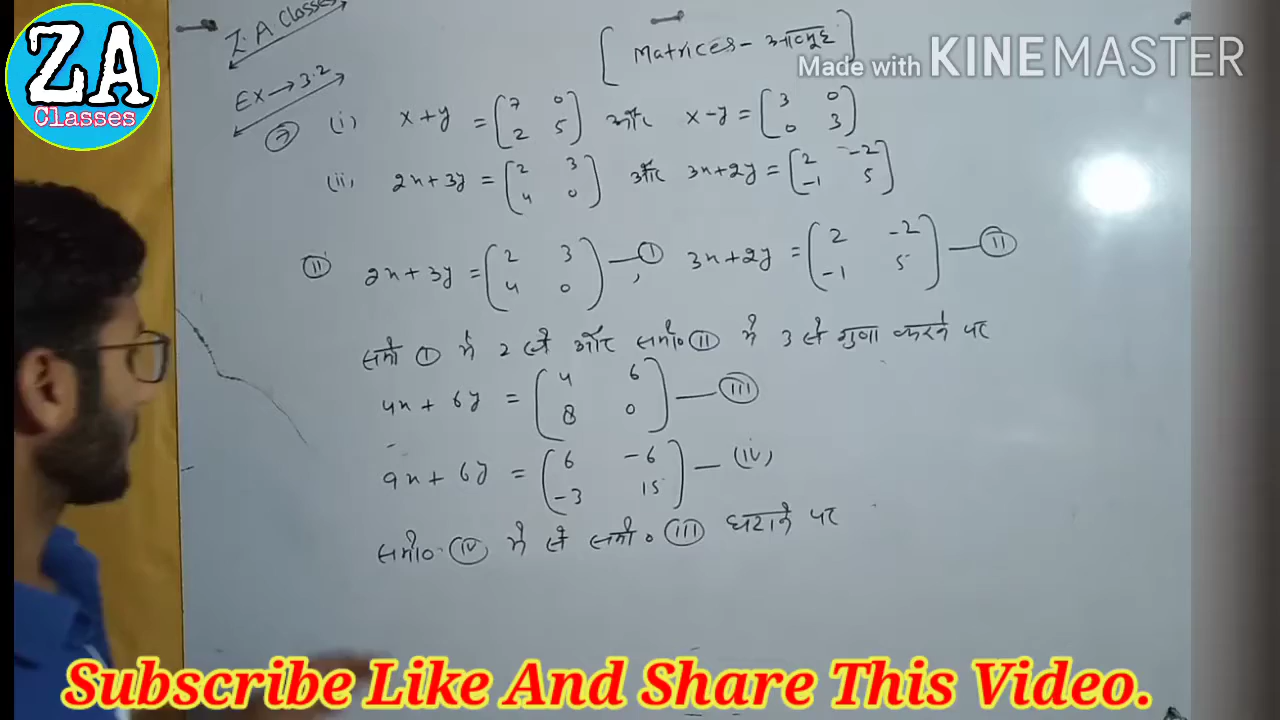 ZA
Classes
Z.A Classes
[Matrices - आव्यूह]
Made with KINEMASTER
Ex → 3.2
⑦ (i) x+y = [7 0 2 5] और x-y = [3 0 0 3]
(ii) 2x+3y = [2 3 4 0] और 3x+2y = [2 -2 -1 5]
(ii) 2x+3y = [2 3 4 0] — (I) , 3x+2y = [2 -2 -1 5] — (II)
समी (I) में 2 से और समी० (II) में 3 से गुणा करने पर
4x + 6y = [4 6 8 0] — (III)
9x + 6y = [6 -6 -3 15] — (iv)
समी० (IV) में से समी० (III) घटाने पर
Subscribe Like And Share This Video.